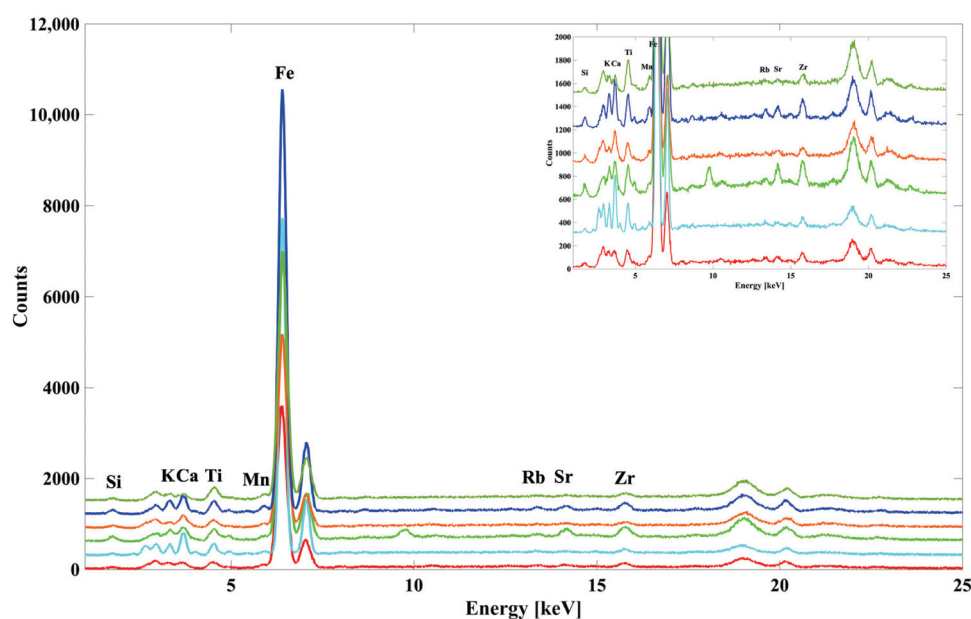 12,000
10,000
8000
6000
4000
2000
0
Counts
Fe
Si
K Ca
Ti
Mn
Rb
Sr
Zr
5
10
15
20
25
Energy [keV]
2000
1800
1600
1400
1200
1000
800
600
400
200
0
Counts
Si
K Ca
Ti
Mn
Fe
Rb
Sr
Zr
5
10
15
20
25
Energy [keV]